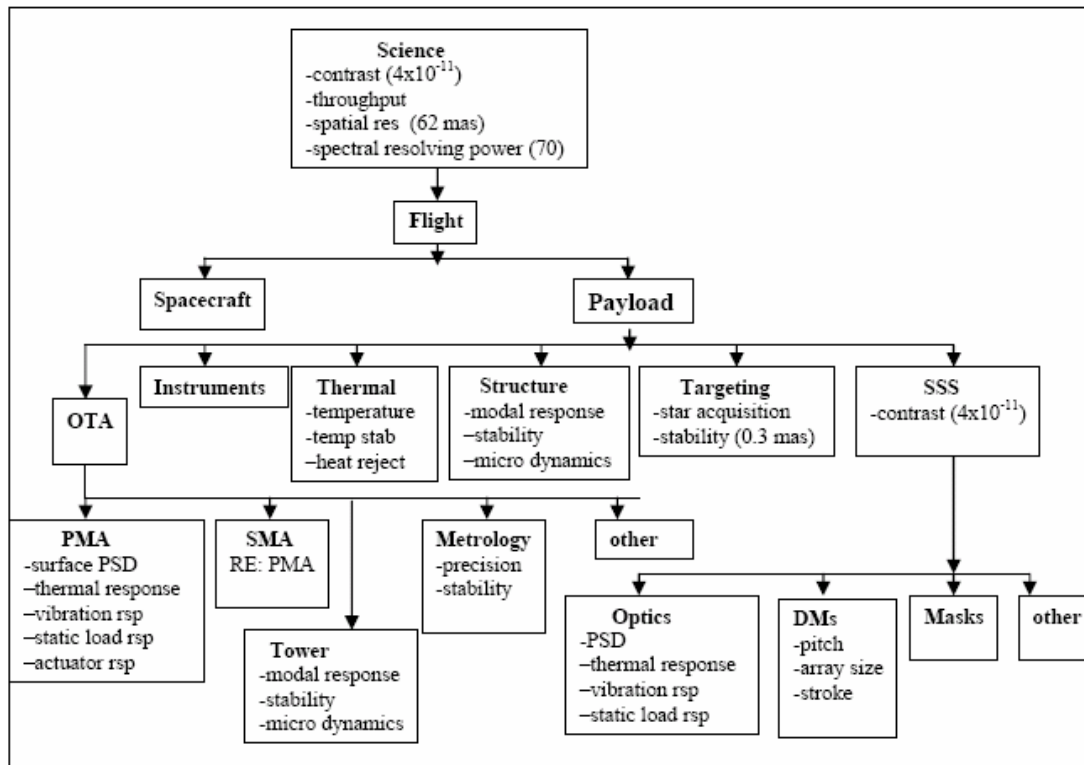 Science
-contrast (4x10⁻¹¹)
-throughput
-spatial res (62 mas)
-spectral resolving power (70)
Flight
Spacecraft
Payload
OTA
Instruments
Thermal
-temperature
-temp stab
–heat reject
Structure
-modal response
–stability
–micro dynamics
Targeting
-star acquisition
-stability (0.3 mas)
SSS
-contrast (4x10⁻¹¹)
PMA
-surface PSD
–thermal response
–vibration rsp
–static load rsp
–actuator rsp
SMA
RE: PMA
Tower
-modal response
-stability
-micro dynamics
Metrology
-precision
-stability
other
Optics
-PSD
–thermal response
–vibration rsp
–static load rsp
DMs
-pitch
-array size
-stroke
Masks
other